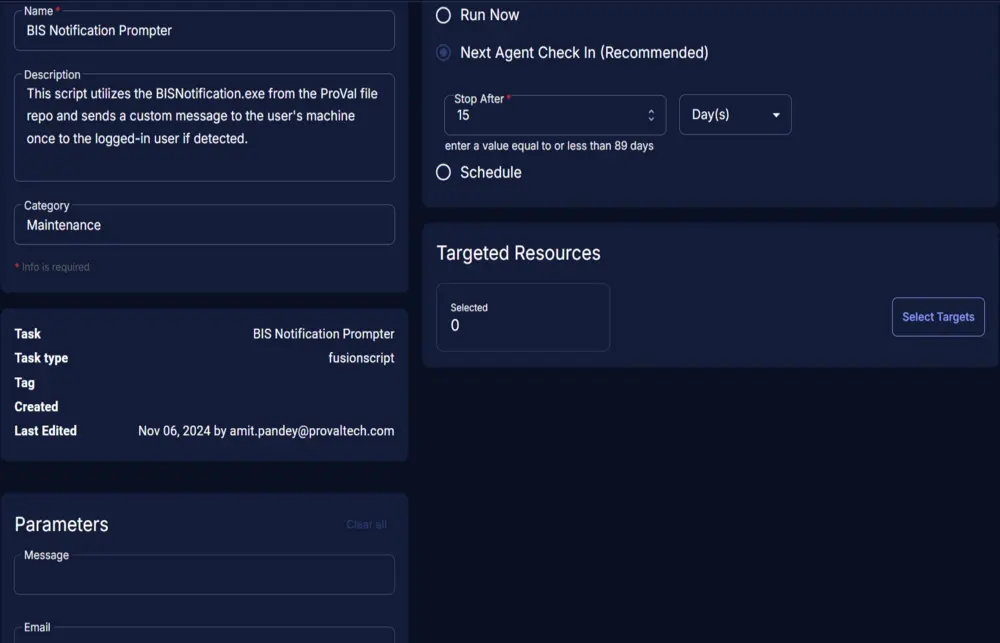 Name *
BIS Notification Prompter
Description
This script utilizes the BISNotification.exe from the ProVal file
repo and sends a custom message to the user's machine
once to the logged-in user if detected.
Category
Maintenance
* Info is required
Task BIS Notification Prompter
Task type fusionscript
Tag
Created
Last Edited Nov 06, 2024 by amit.pandey@provaltech.com
Parameters Clear all
Message
Email
Run Now
Next Agent Check In (Recommended)
Stop After *
15 Day(s)
enter a value equal to or less than 89 days
Schedule
Targeted Resources
Selected
0
Select Targets